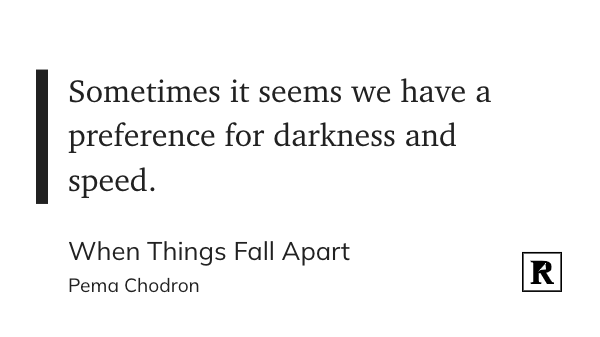 Sometimes it seems we have a
preference for darkness and
speed.
When Things Fall Apart
Pema Chodron
R